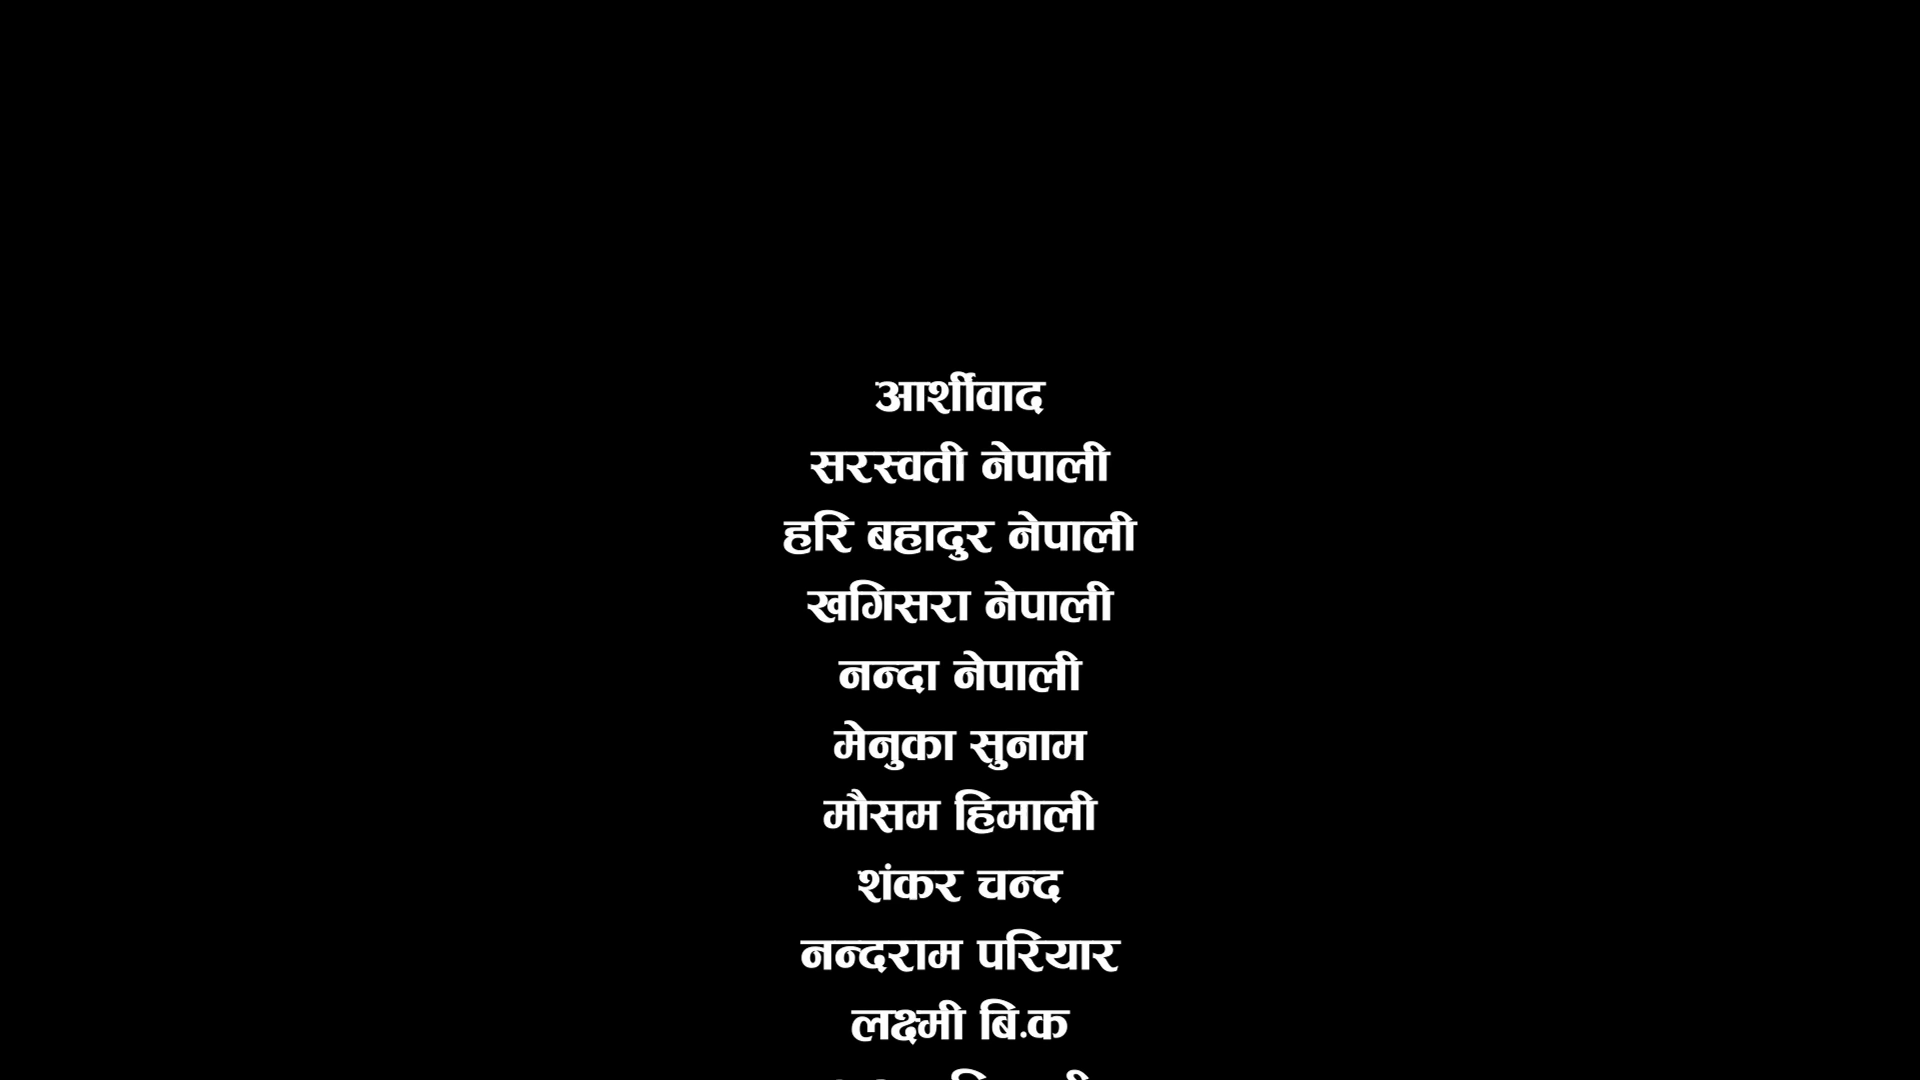 आर्शीवाद
सरस्वती नेपाली
हरि बहादुर नेपाली
खगिसरा नेपाली
नन्दा नेपाली
मेनुका सुनाम
मौसम हिमाली
शंकर चन्द
नन्दराम परियार
लक्ष्मी बि.क